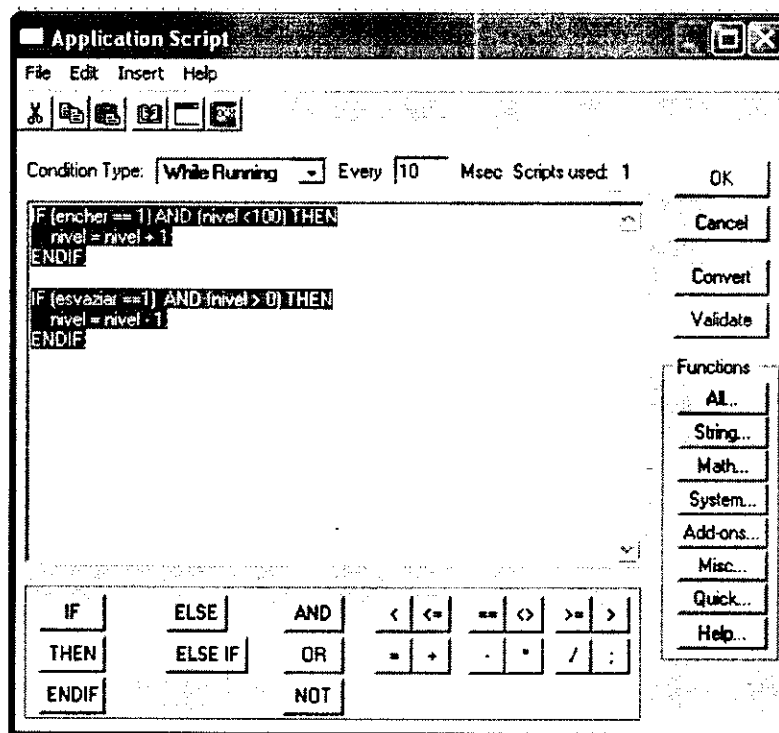 Application Script
File Edit Insert Help
Condition Type: While Running Every 10 Msec Scripts used: 1
OK
Cancel
Convert
Validate
IF (encher == 1) AND (nivel <100) THEN
nivel = nivel + 1
ENDIF
IF (esvaziar ==1) AND (nivel > 0) THEN
nivel = nivel - 1
ENDIF
Functions
All...
String...
Math...
System...
Add-ons...
Misc...
Quick...
Help...
IF ELSE AND < <= == <> >= >
THEN ELSE IF OR = + - * / ;
ENDIF NOT